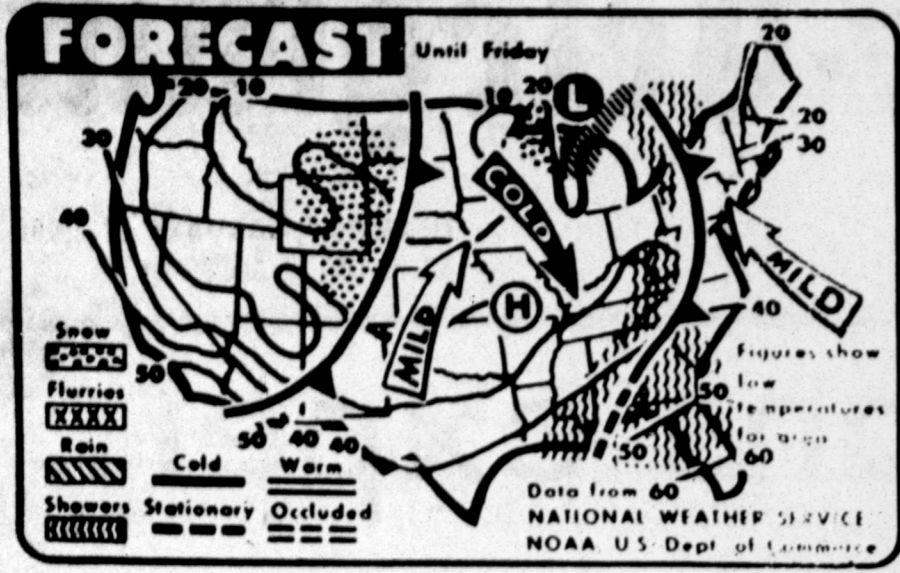 FORECAST Until Friday
20 10
10 20 L
20
20
30
30
40
COLD
MILD
MILD
H
40
50
50 40 40
50
50
60
60
Figures show
low
temperatures
for area
Snow
Flurries
Rain
Showers
Cold Warm
Stationary Occluded
Data from
NATIONAL WEATHER SERVICE
NOAA U S Dept of Commerce